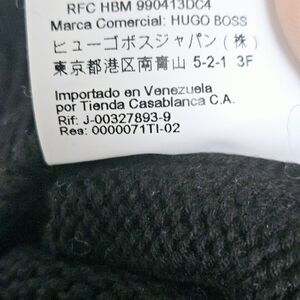 RFC HBM 990413DC4
Marca Comercial: HUGO BOSS
ヒューゴボスジャパン(株)
東京都港区南青山 5-2-1 3F
Importado en Venezuela
por Tienda Casablanca C.A.
Rif: J-00327893-9
Res: 0000071TI-02